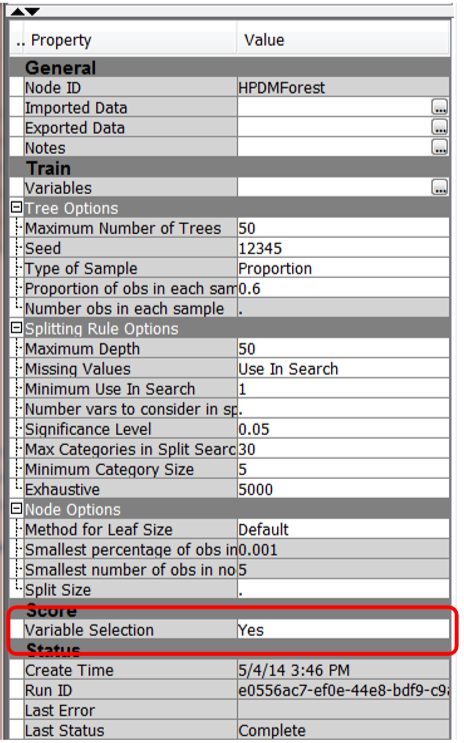 .. Property Value
General
Node ID HPDMForest
Imported Data ...
Exported Data ...
Notes ...
Train
Variables ...
Tree Options
Maximum Number of Trees 50
Seed 12345
Type of Sample Proportion
Proportion of obs in each sam 0.6
Number obs in each sample .
Splitting Rule Options
Maximum Depth 50
Missing Values Use In Search
Minimum Use In Search 1
Number vars to consider in sp .
Significance Level 0.05
Max Categories in Split Searc 30
Minimum Category Size 5
Exhaustive 5000
Node Options
Method for Leaf Size Default
Smallest percentage of obs in 0.001
Smallest number of obs in no 5
Split Size .
Score
Variable Selection Yes
Status
Create Time 5/4/14 3:46 PM
Run ID e0556ac7-ef0e-44e8-bdf9-c9
Last Error
Last Status Complete